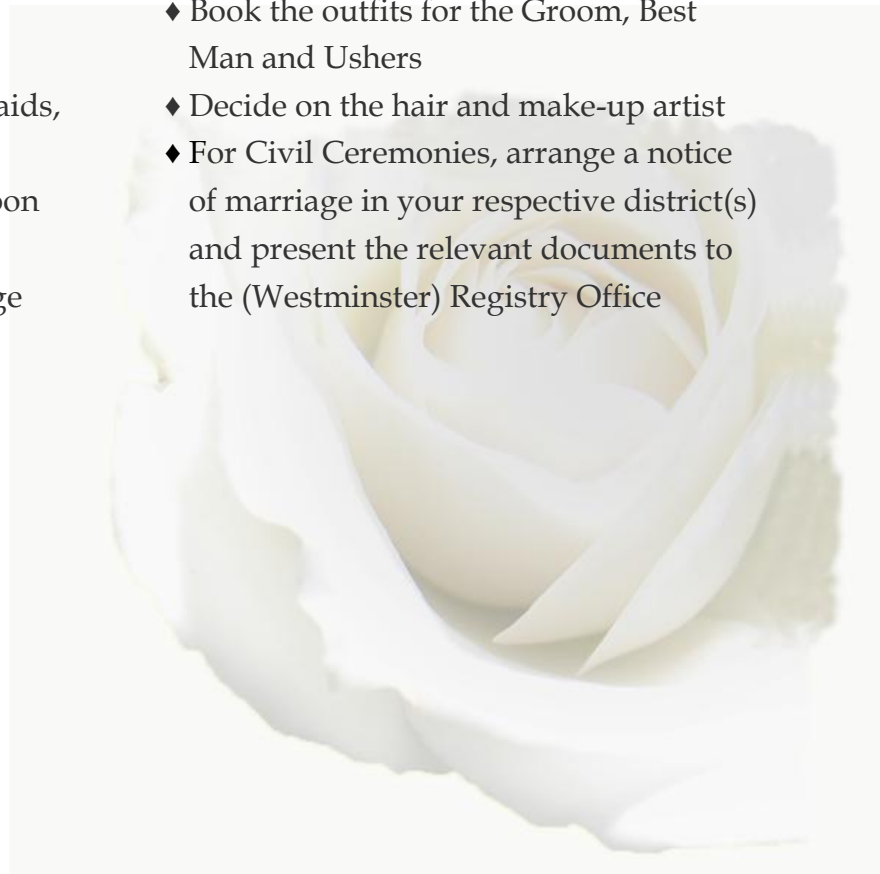 aids,
ge
♦ Book the outfits for the Groom, Best
Man and Ushers
♦ Decide on the hair and make-up artist
♦ For Civil Ceremonies, arrange a notice
of marriage in your respective district(s)
and present the relevant documents to
the (Westminster) Registry Office